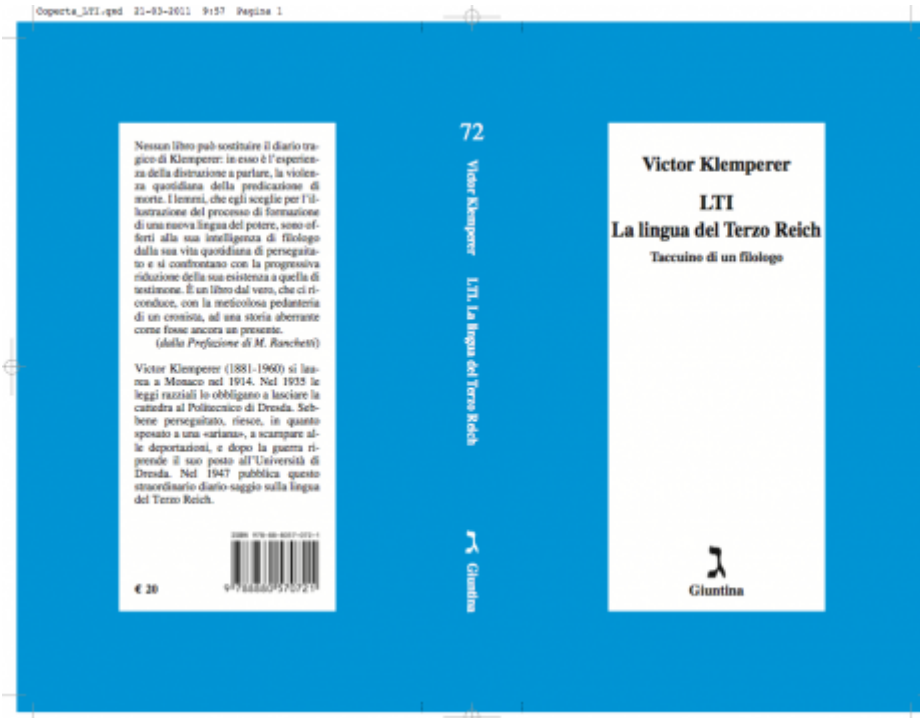 Coperta_LTI.qxd 21-03-2011 9:57 Pagina 1
Nessun libro può sostituire il diario tra-
gico di Klemperer: in esso è l'esperien-
za della distruzione a parlare, la violen-
za quotidiana della predicazione di
morte. I lemmi, che egli sceglie per l'il-
lustrazione del processo di formazione
di una nuova lingua del potere, sono of-
ferti alla sua intelligenza di filologo
dalla sua vita quotidiana di perseguita-
to e si confrontano con la progressiva
riduzione della sua esistenza a quella di
testimone. È un libro dal vero, che ci ri-
conduce, con la meticolosa pedanteria
di un cronista, ad una storia aberrante
come fosse ancora un presente.
(dalla Prefazione di M. Ranchetti)
Victor Klemperer (1881-1960) si lau-
rea a Monaco nel 1914. Nel 1935 le
leggi razziali lo obbligano a lasciare la
cattedra al Politecnico di Dresda. Seb-
bene perseguitato, riesce, in quanto
sposato a una «ariana», a scampare al-
le deportazioni, e dopo la guerra ri-
prende il suo posto all'Università di
Dresda. Nel 1947 pubblica questo
straordinario diario-saggio sulla lingua
del Terzo Reich.
ISBN 978-88-8057-072-1
€ 20
9 788880 570721
72
Victor Klemperer
LTI. La lingua del Terzo Reich
ג Giuntina
Victor Klemperer
LTI
La lingua del Terzo Reich
Taccuino di un filologo
ג
Giuntina